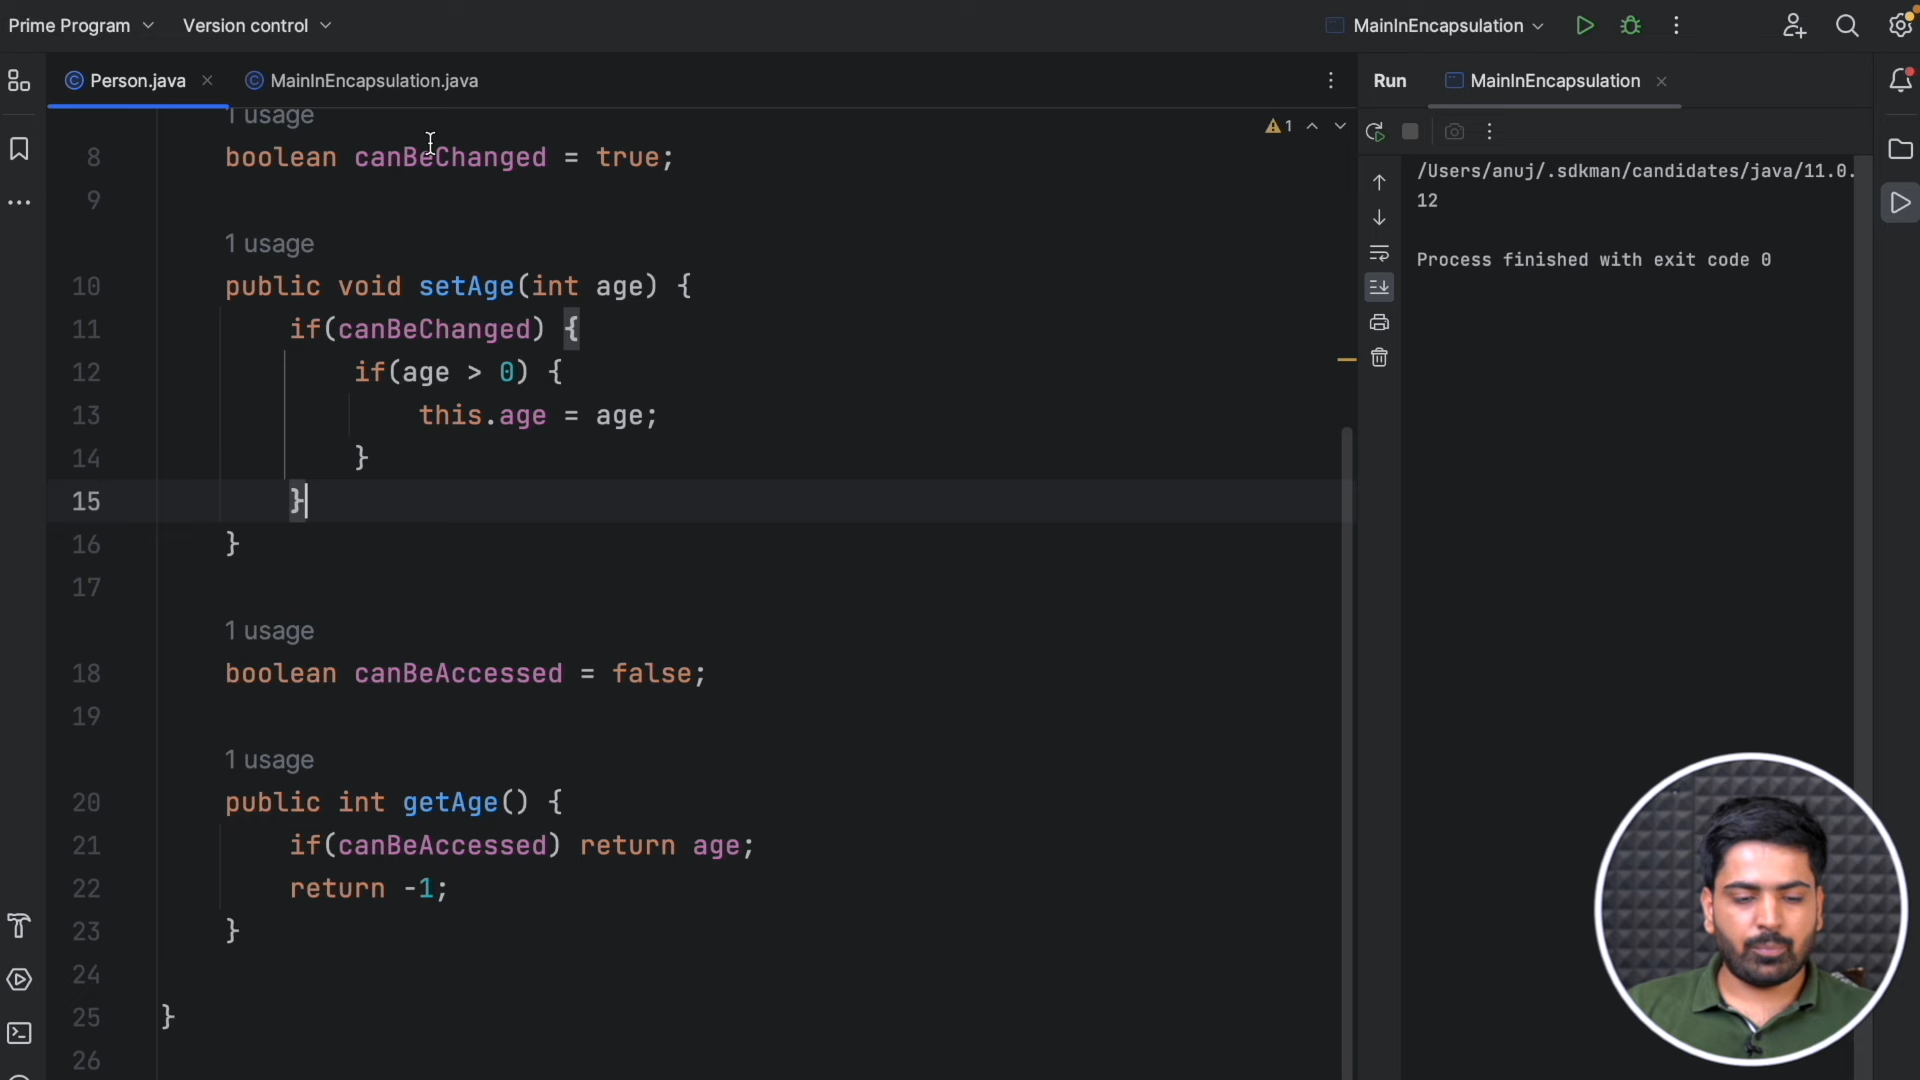 Prime Program
Version control
MainInEncapsulation
Person.java
MainInEncapsulation.java
Run
MainInEncapsulation
1 usage
1
8 boolean canBeChanged = true;
9
1 usage
10 public void setAge(int age) {
11 if(canBeChanged) {
12 if(age > 0) {
13 this.age = age;
14 }
15 }
16 }
17
1 usage
18 boolean canBeAccessed = false;
19
1 usage
20 public int getAge() {
21 if(canBeAccessed) return age;
22 return -1;
23 }
24
25 }
26
/Users/anuj/.sdkman/candidates/java/11.0.
12
Process finished with exit code 0